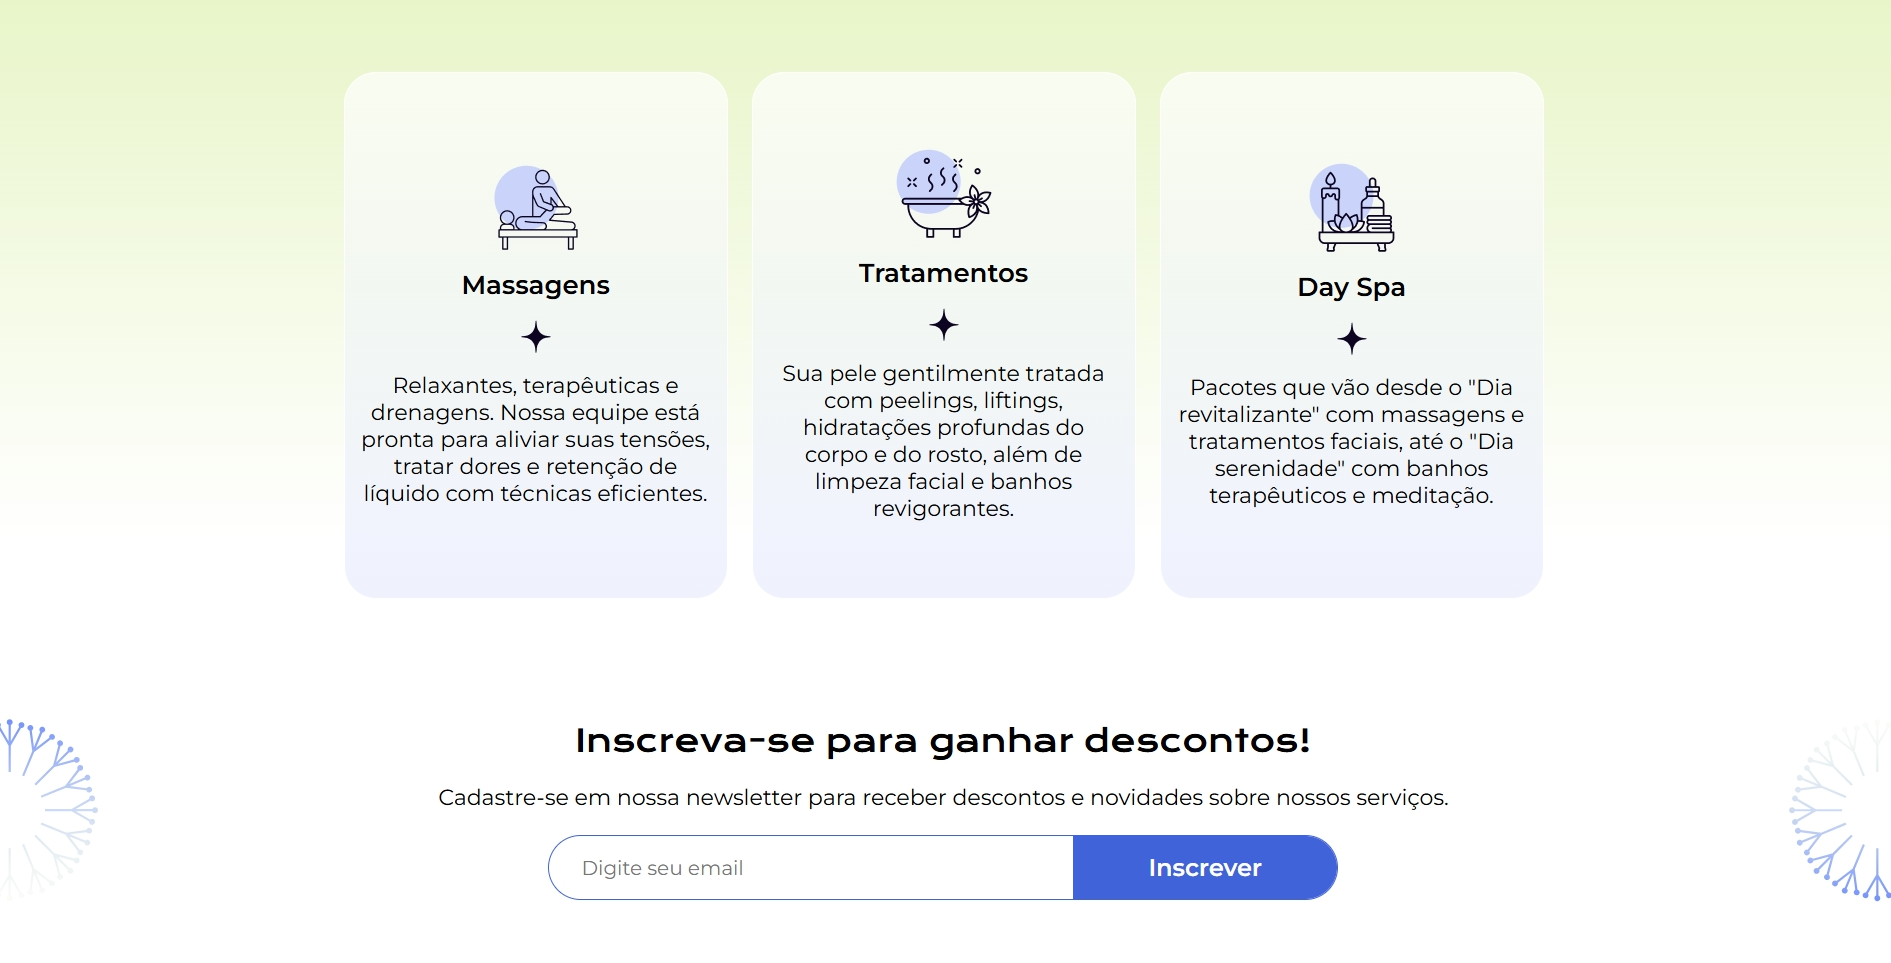 Massagens
Relaxantes, terapêuticas e
drenagens. Nossa equipe está
pronta para aliviar suas tensões,
tratar dores e retenção de
líquido com técnicas eficientes.
Tratamentos
Sua pele gentilmente tratada
com peelings, liftings,
hidratações profundas do
corpo e do rosto, além de
limpeza facial e banhos
revigorantes.
Day Spa
Pacotes que vão desde o "Dia
revitalizante" com massagens e
tratamentos faciais, até o "Dia
serenidade" com banhos
terapêuticos e meditação.
Inscreva-se para ganhar descontos!
Cadastre-se em nossa newsletter para receber descontos e novidades sobre nossos serviços.
Digite seu email
Inscrever